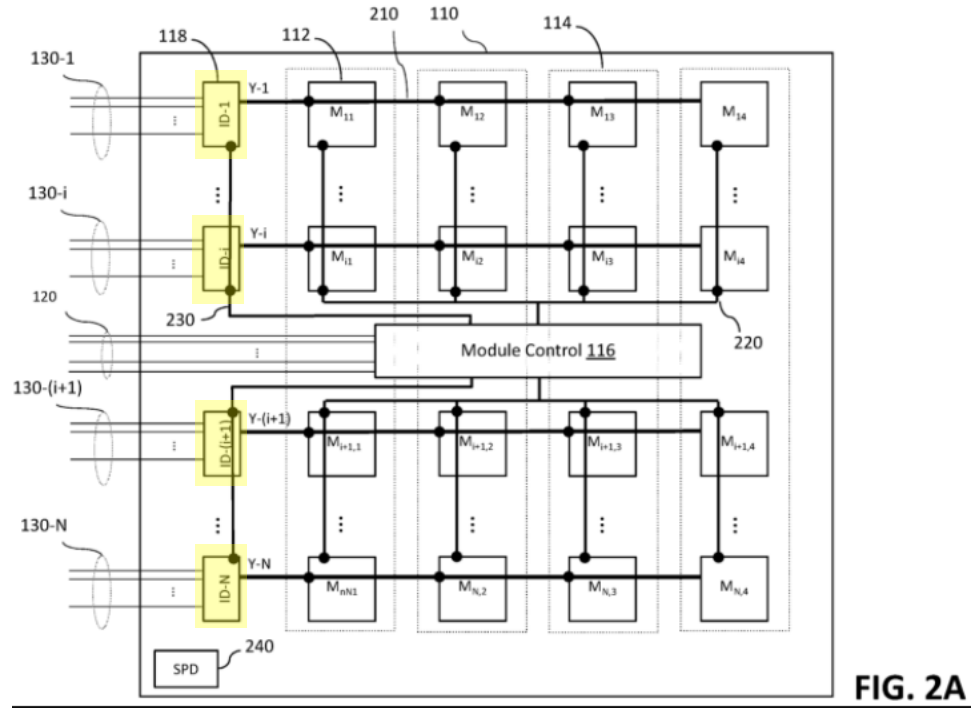 210 110
118 112 114
130-1
Y-1
ID-1 M11 M12 M13 M14
... ... ... ... ... ...
130-i
Y-i
ID-i Mi1 Mi2 Mi3 Mi4
...
120 230 220
... Module Control 116
130-(i+1)
Y-(i+1)
ID-(i+1) Mi+1,1 Mi+1,2 Mi+1,3 Mi+1,4
... ... ... ... ... ...
130-N
Y-N
ID-N MnN1 MN,2 MN,3 MN,4
...
240
SPD
FIG. 2A